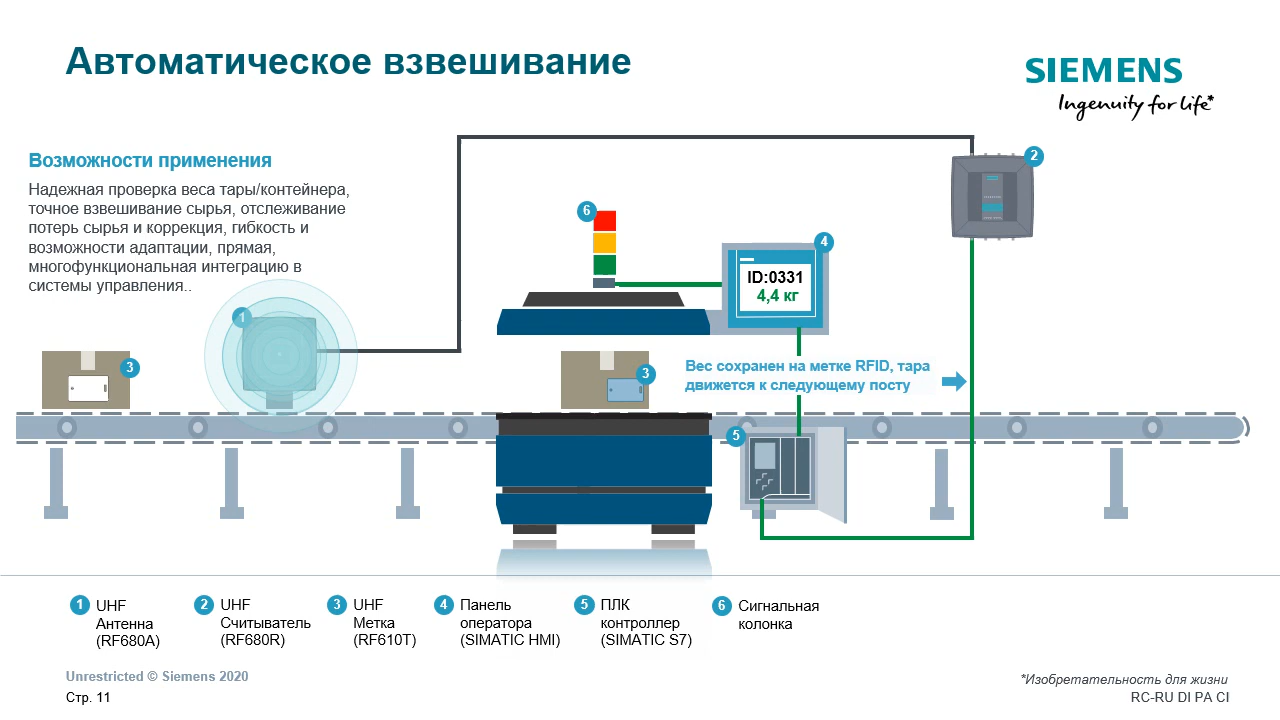 Автоматическое взвешивание
SIEMENS
Ingenuity for life*
Возможности применения
Надежная проверка веса тары/контейнера,
точное взвешивание сырья, отслеживание
потерь сырья и коррекция, гибкость и
возможности адаптации, прямая,
многофункциональная интеграцию в
системы управления..
1
2
3
6
4
ID:0331
4,4 кг
3
Вес сохранен на метке RFID, тара
движется к следующему посту
5
1 UHF
Антенна
(RF680A)
2 UHF
Считыватель
(RF680R)
3 UHF
Метка
(RF610T)
4 Панель
оператора
(SIMATIC HMI)
5 ПЛК
контроллер
(SIMATIC S7)
6 Сигнальная
колонка
Unrestricted © Siemens 2020
Стр. 11
*Изобретательность для жизни
RC-RU DI PA CI